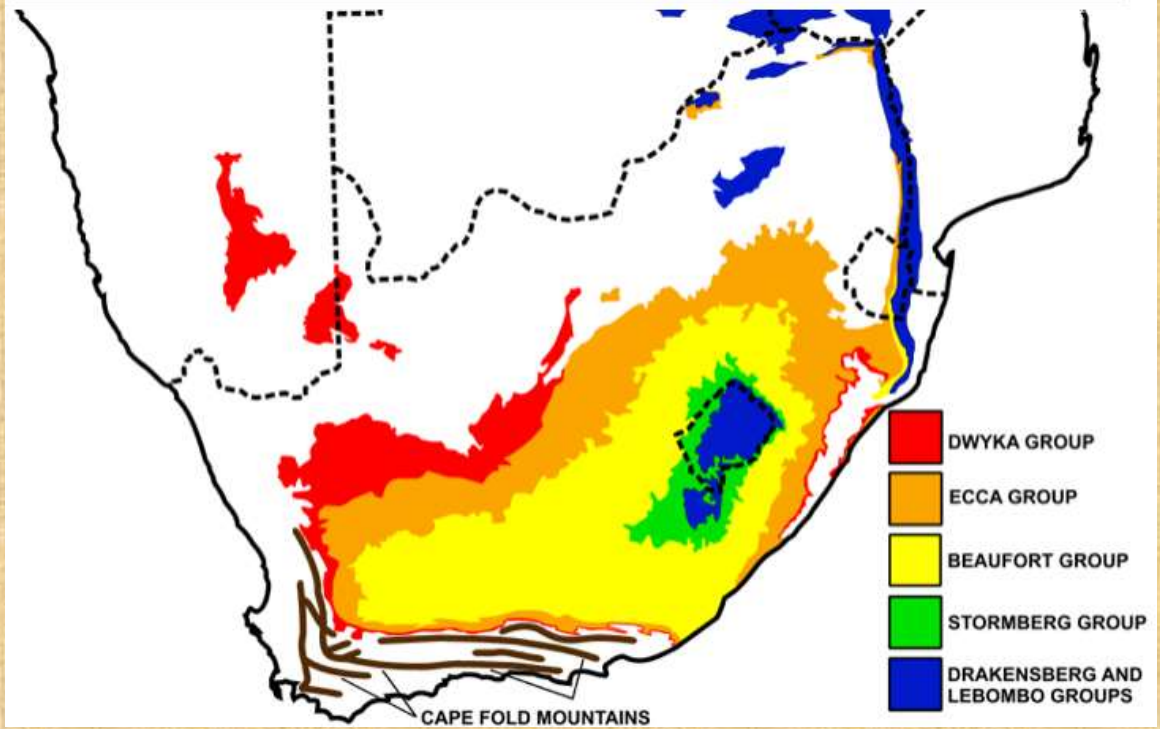 DWYKA GROUP
ECCA GROUP
BEAUFORT GROUP
STORMBERG GROUP
DRAKENSBERG AND
LEBOMBO GROUPS
CAPE FOLD MOUNTAINS